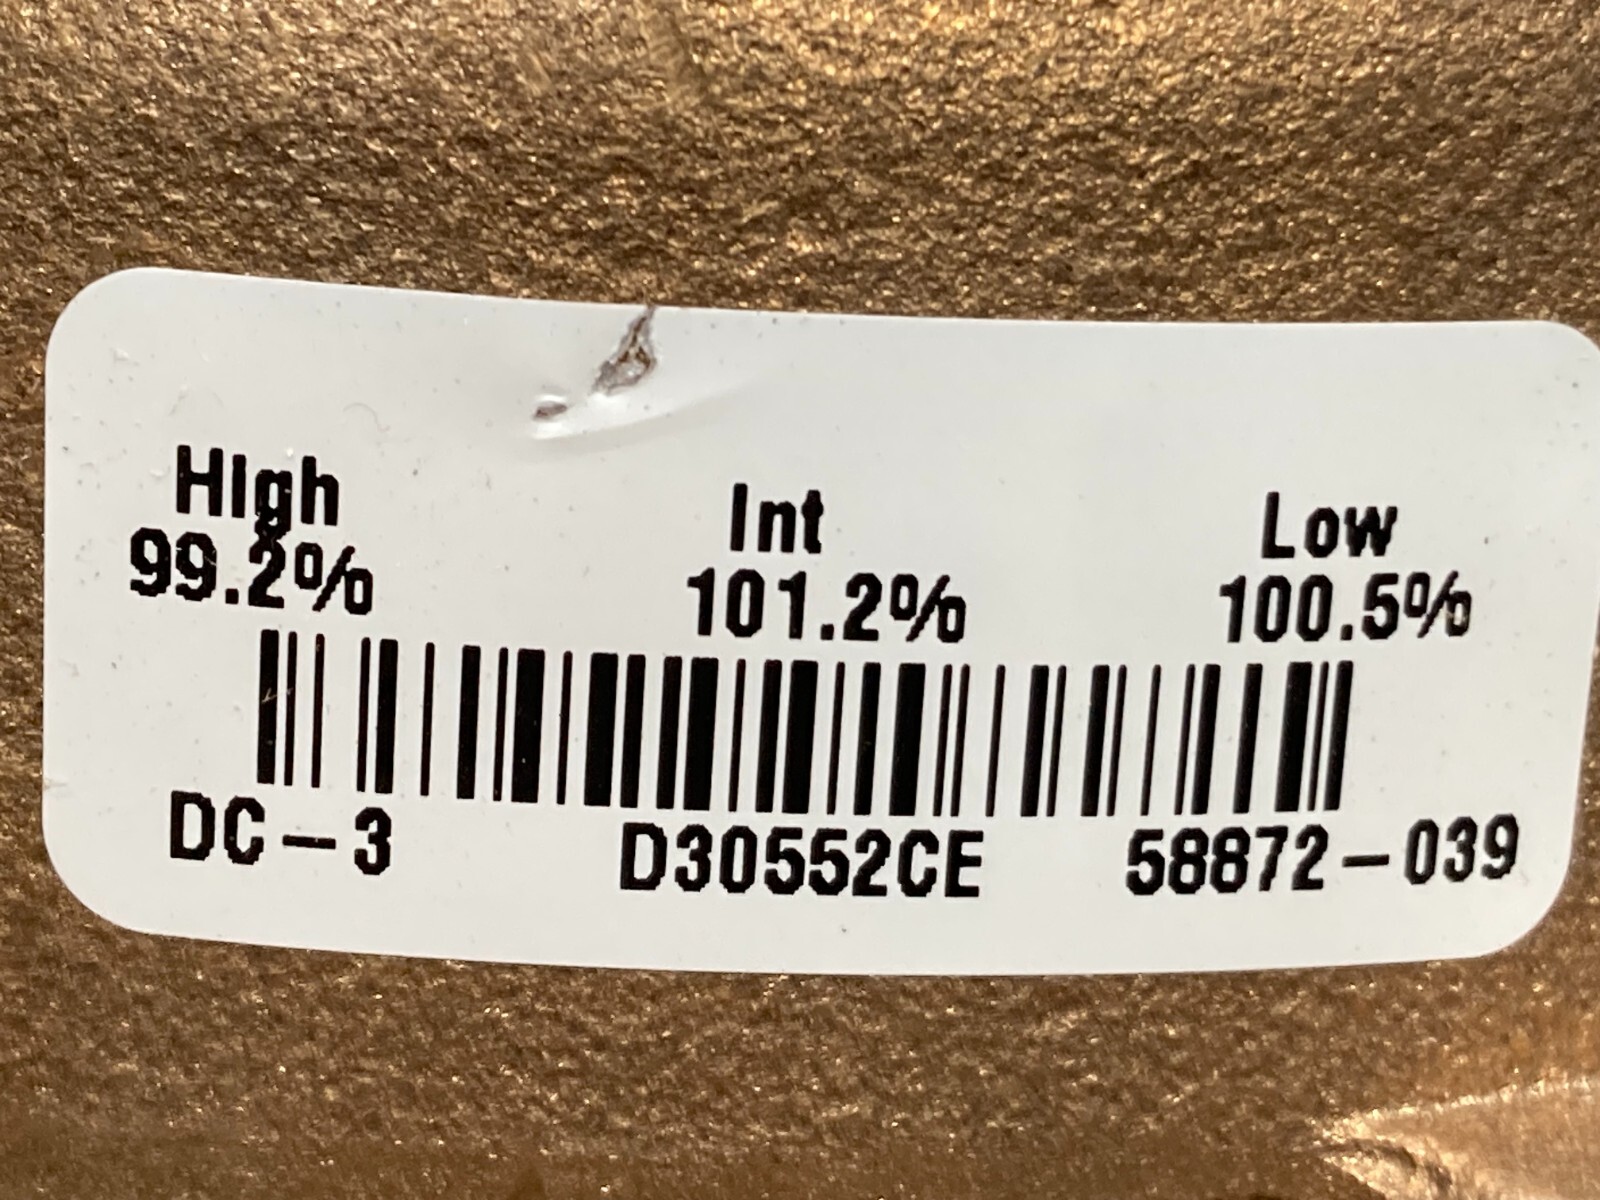 High Int Low
99.2% 101.2% 100.5%
DC-3 D30552CE 58872-039